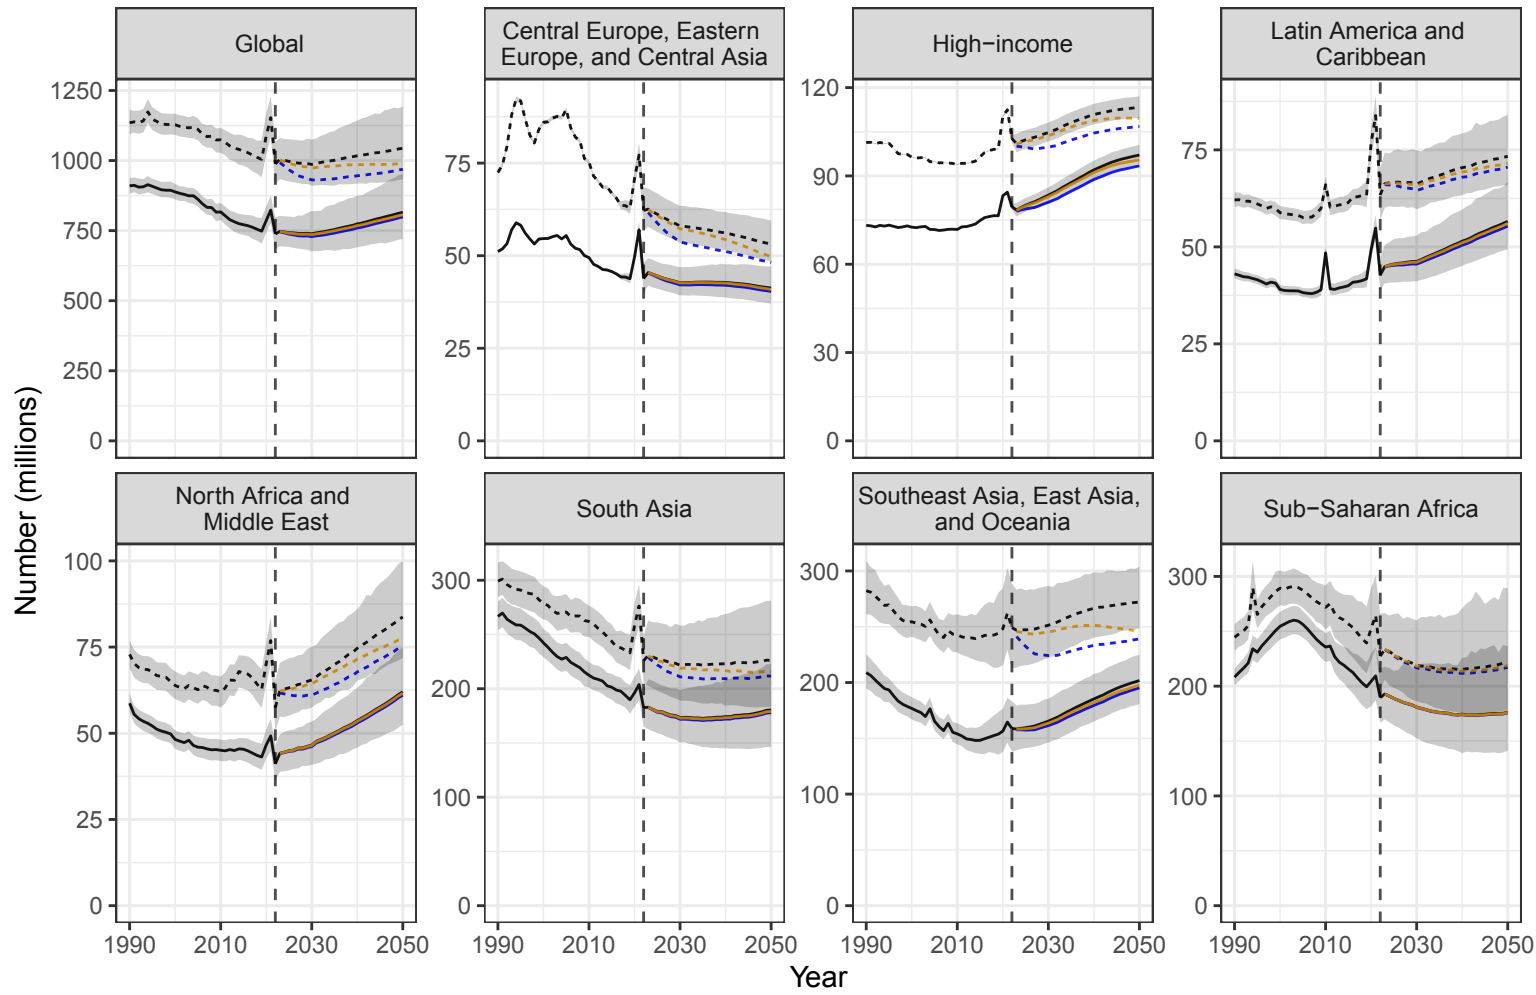 Global
Central Europe, Eastern
Europe, and Central Asia
High−income
Latin America and
Caribbean
1250
1000
750
500
250
0
75
50
25
0
120
90
60
30
0
75
50
25
0
North Africa and
Middle East
South Asia
Southeast Asia, East Asia,
and Oceania
Sub−Saharan Africa
100
75
50
25
0
300
200
100
0
300
200
100
0
300
200
100
0
1990 2010 2030 2050
1990 2010 2030 2050
1990 2010 2030 2050
1990 2010 2030 2050
Year
Number (millions)